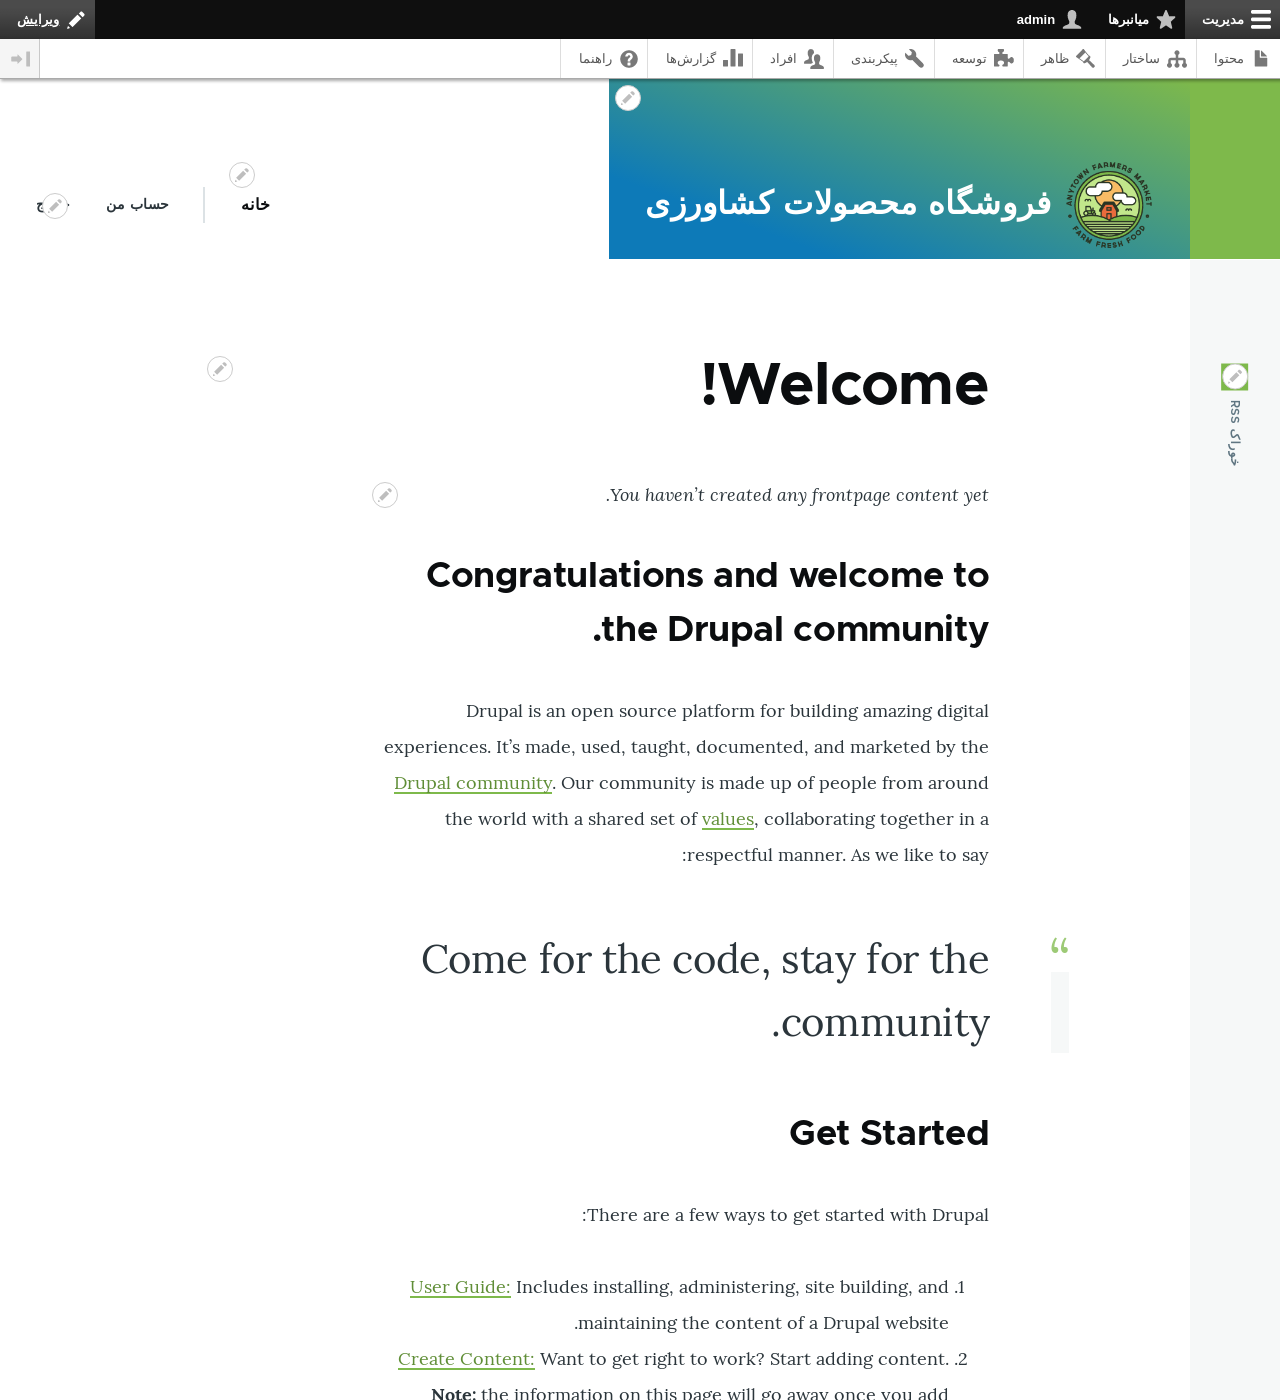 مدیریت
میانبرها
admin
ویرایش
محتوا
ساختار
ظاهر
توسعه
پیکربندی
افراد
گزارش‌ها
راهنما
ANYTOWN FARMERS MARKET
FARM FRESH FOOD
فروشگاه محصولات کشاورزی
خانه
حساب من
خوراک RSS
Welcome!
You haven’t created any frontpage content yet.
Congratulations and welcome to
the Drupal community.
Drupal is an open source platform for building amazing digital
experiences. It’s made, used, taught, documented, and marketed by the
Drupal community. Our community is made up of people from around
the world with a shared set of values, collaborating together in a
respectful manner. As we like to say:
“
Come for the code, stay for the
community.
Get Started
There are a few ways to get started with Drupal:
1. User Guide: Includes installing, administering, site building, and
maintaining the content of a Drupal website.
2. Create Content: Want to get right to work? Start adding content.
Note: the information on this page will go away once you add